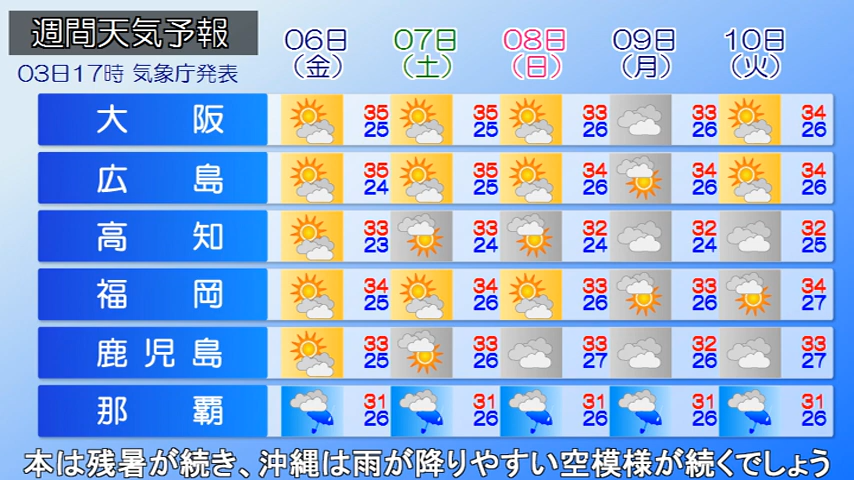 週間天気予報
03日17時 気象庁発表
06日 07日 08日 09日 10日
(金) (土) (日) (月) (火)
大阪 35 25 35 25 33 26 33 26 34 26
広島 35 24 35 25 34 26 34 26 34 26
高知 33 23 33 24 32 24 32 24 32 25
福岡 34 25 34 26 33 26 33 26 34 27
鹿児島 33 25 33 26 33 27 32 26 33 27
那覇 31 26 31 26 31 26 31 26 31 26
本は残暑が続き、沖縄は雨が降りやすい空模様が続くでしょう